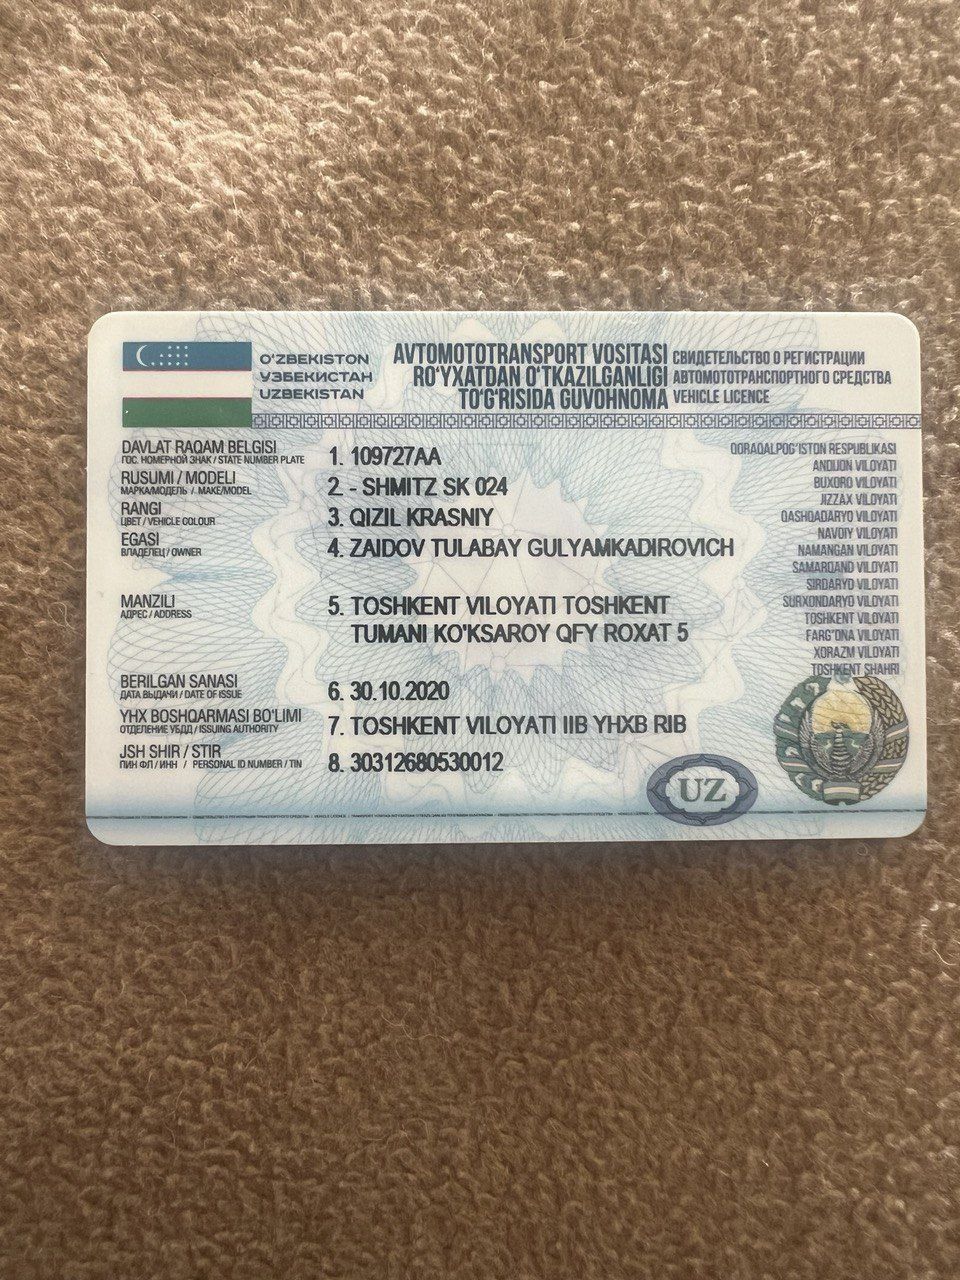 O'ZBEKISTON
ЎЗБЕКИСТАН
UZBEKISTAN
AVTOMOTOTRANSPORT VOSITASI
RO'YXATDAN O'TKAZILGANLIGI
TO'G'RISIDA GUVOHNOMA
СВИДЕТЕЛЬСТВО О РЕГИСТРАЦИИ
АВТОМОТОТРАНСПОРТНОГО СРЕДСТВА
VEHICLE LICENCE
DAVLAT RAQAM BELGISI
ГОС. НОМЕРНОЙ ЗНАК / STATE NUMBER PLATE
1. 109727AA
RUSUMI / MODELI
МАРКА/МОДЕЛЬ / MAKE/MODEL
2. - SHMITZ SK 024
RANGI
ЦВЕТ / VEHICLE COLOUR
3. QIZIL KRASNIY
EGASI
ВЛАДЕЛЕЦ / OWNER
4. ZAIDOV TULABAY GULYAMKADIROVICH
MANZILI
АДРЕС / ADDRESS
5. TOSHKENT VILOYATI TOSHKENT
TUMANI KO'KSAROY QFY ROXAT 5
BERILGAN SANASI
ДАТА ВЫДАЧИ / DATE OF ISSUE
6. 30.10.2020
YHX BOSHQARMASI BO'LIMI
ОТДЕЛЕНИЕ УБДД / ISSUING AUTHORITY
7. TOSHKENT VILOYATI IIB YHXB RIB
JSH SHIR / STIR
ПИН ФЛ / ИНН / PERSONAL ID NUMBER / TIN
8. 30312680530012
QORAQALPOG'ISTON RESPUBLIKASI
ANDIJON VILOYATI
BUXORO VILOYATI
JIZZAX VILOYATI
QASHQADARYO VILOYATI
NAVOIY VILOYATI
NAMANGAN VILOYATI
SAMARQAND VILOYATI
SIRDARYO VILOYATI
SURXONDARYO VILOYATI
TOSHKENT VILOYATI
FARG'ONA VILOYATI
XORAZM VILOYATI
TOSHKENT SHAHRI
UZ